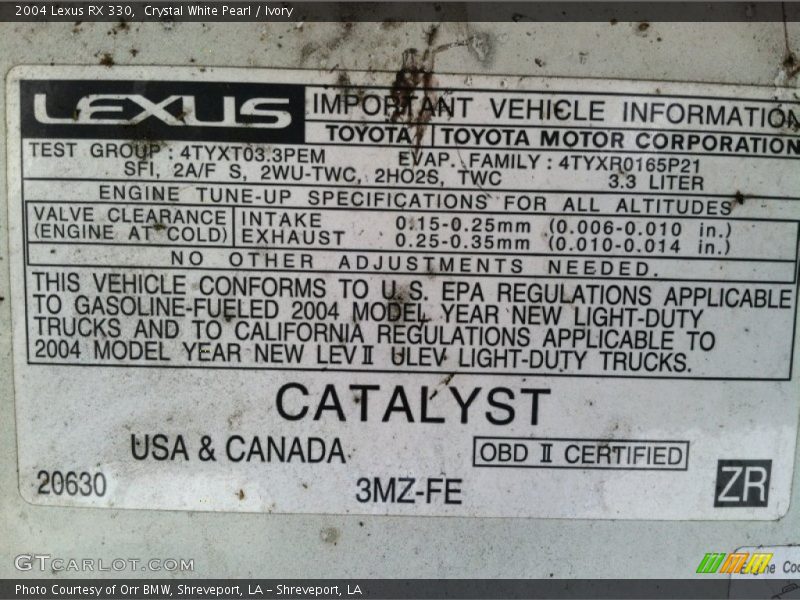 2004 Lexus RX 330,  Crystal White Pearl / Ivory
LEXUS IMPORTANT VEHICLE INFORMATION
TOYOTA TOYOTA MOTOR CORPORATION
TEST GROUP : 4TYXT03.3PEM EVAP. FAMILY : 4TYXR0165P21
SFI, 2A/F S, 2WU-TWC, 2HO2S, TWC 3.3 LITER
ENGINE TUNE-UP SPECIFICATIONS FOR ALL ALTITUDES
VALVE CLEARANCE INTAKE 0.15-0.25mm (0.006-0.010 in.)
(ENGINE AT COLD) EXHAUST 0.25-0.35mm (0.010-0.014 in.)
NO OTHER ADJUSTMENTS NEEDED.
THIS VEHICLE CONFORMS TO U.S. EPA REGULATIONS APPLICABLE
TO GASOLINE-FUELED 2004 MODEL YEAR NEW LIGHT-DUTY
TRUCKS AND TO CALIFORNIA REGULATIONS APPLICABLE TO
2004 MODEL YEAR NEW LEV II ULEV LIGHT-DUTY TRUCKS.
CATALYST
USA & CANADA OBD II CERTIFIED
20630 3MZ-FE ZR
GTCARLOT.COM
Engine Coo
Photo Courtesy of Orr BMW, Shreveport, LA – Shreveport, LA